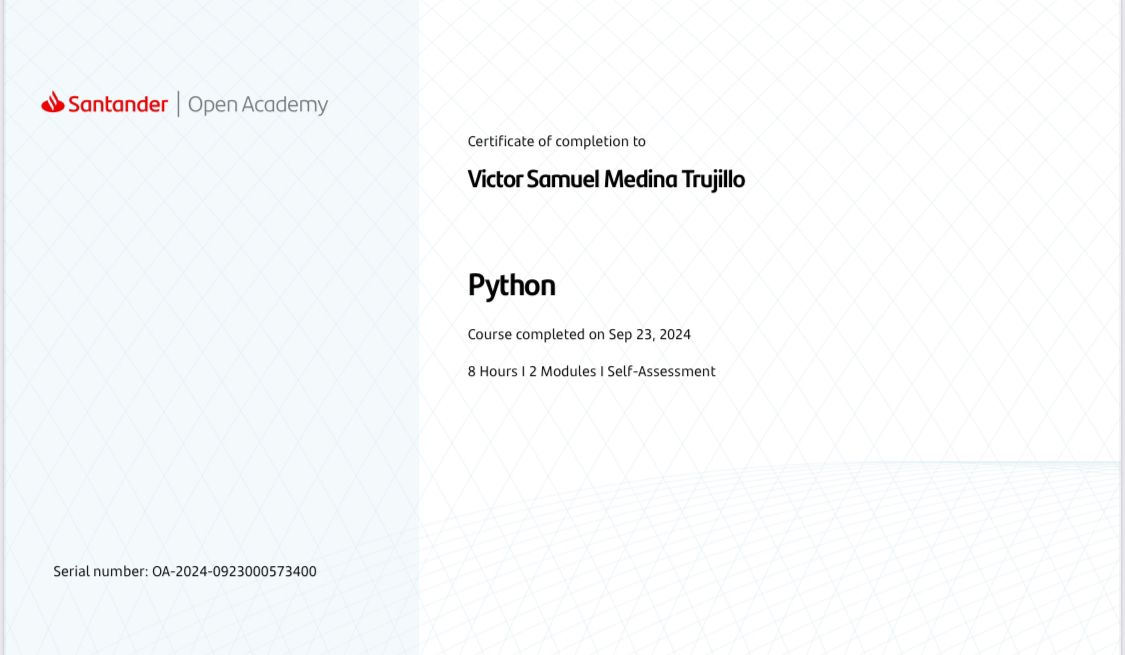 Santander | Open Academy
Certificate of completion to
Victor Samuel Medina Trujillo
Python
Course completed on Sep 23, 2024
8 Hours I 2 Modules I Self-Assessment
Serial number: OA-2024-0923000573400